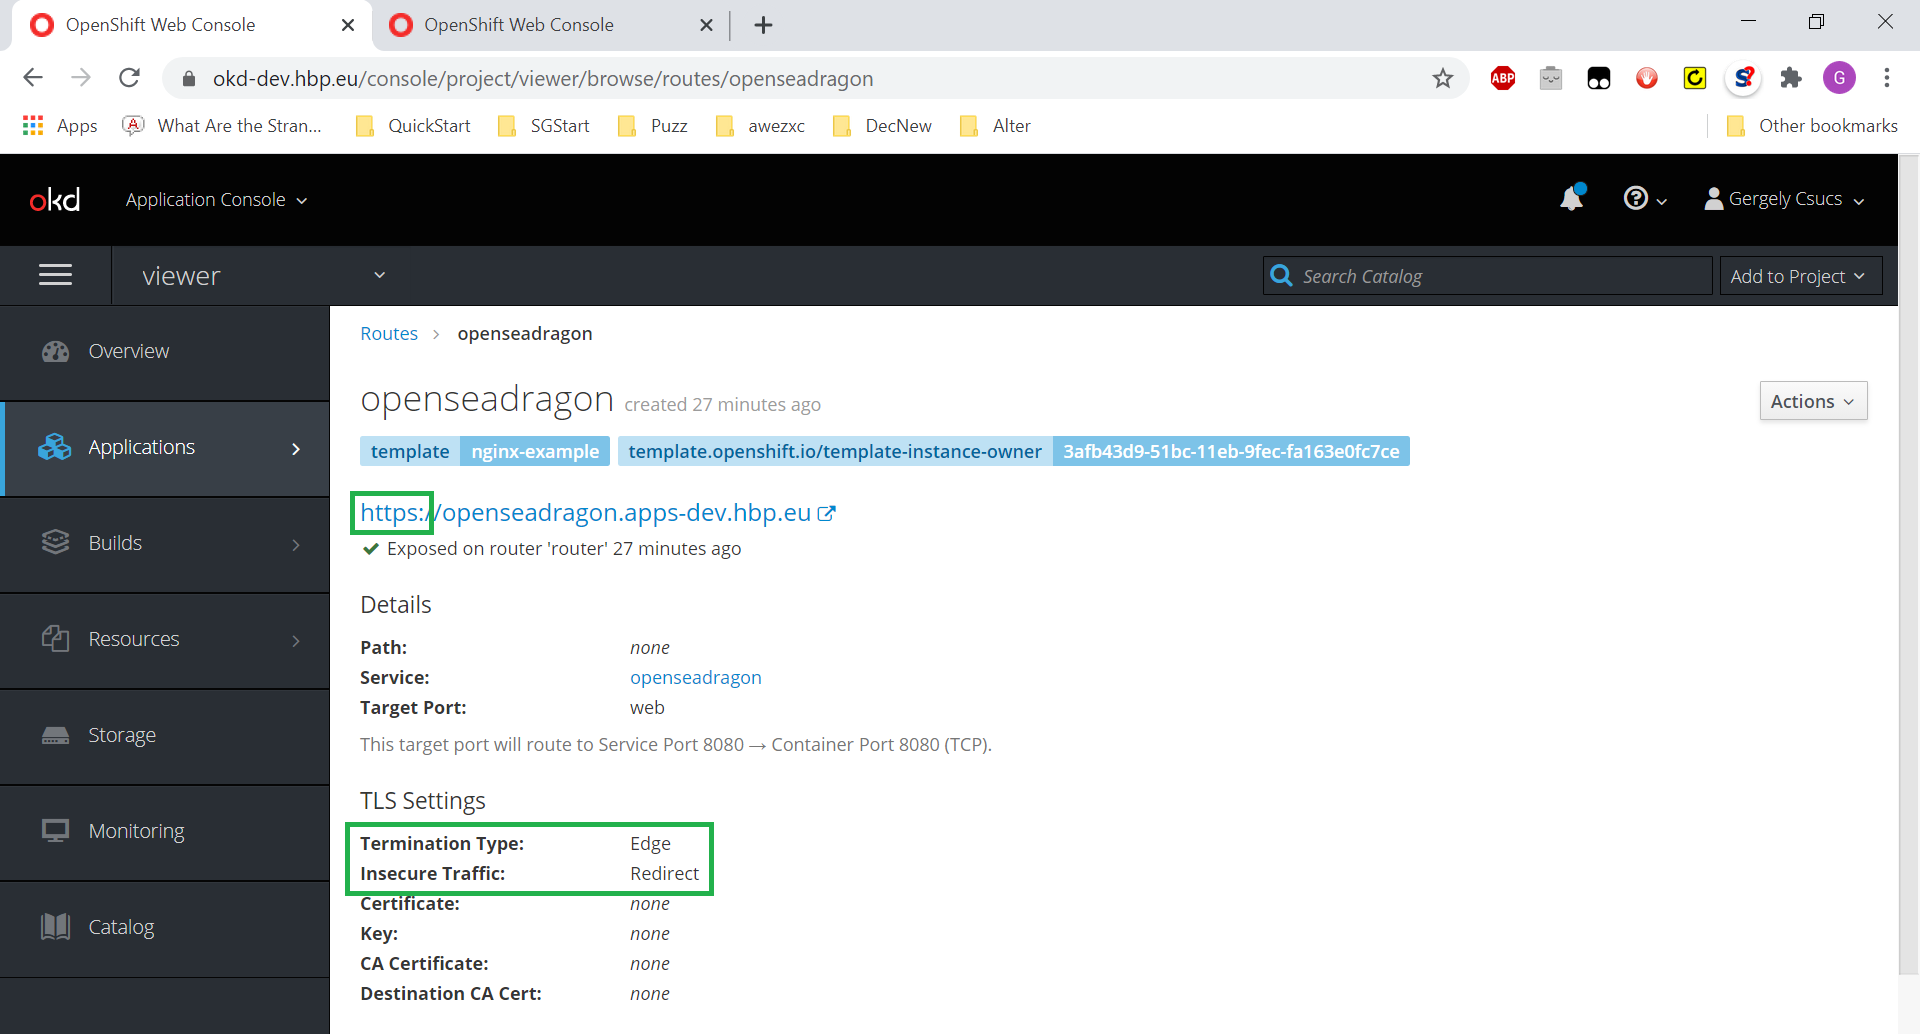 OpenShift Web Console
OpenShift Web Console
okd-dev.hbp.eu/console/project/viewer/browse/routes/openseadragon
ABP
G
Apps
What Are the Stran...
QuickStart
SGStart
Puzz
awezxc
DecNew
Alter
Other bookmarks
okd
Application Console
Gergely Csucs
viewer
Search Catalog
Add to Project
Overview
Applications
Builds
Resources
Storage
Monitoring
Catalog
Routes > openseadragon
openseadragon created 27 minutes ago
Actions
template nginx-example template.openshift.io/template-instance-owner 3afb43d9-51bc-11eb-9fec-fa163e0fc7ce
https://openseadragon.apps-dev.hbp.eu
Exposed on router 'router' 27 minutes ago
Details
Path: none
Service: openseadragon
Target Port: web
This target port will route to Service Port 8080 → Container Port 8080 (TCP).
TLS Settings
Termination Type: Edge
Insecure Traffic: Redirect
Certificate: none
Key: none
CA Certificate: none
Destination CA Cert: none